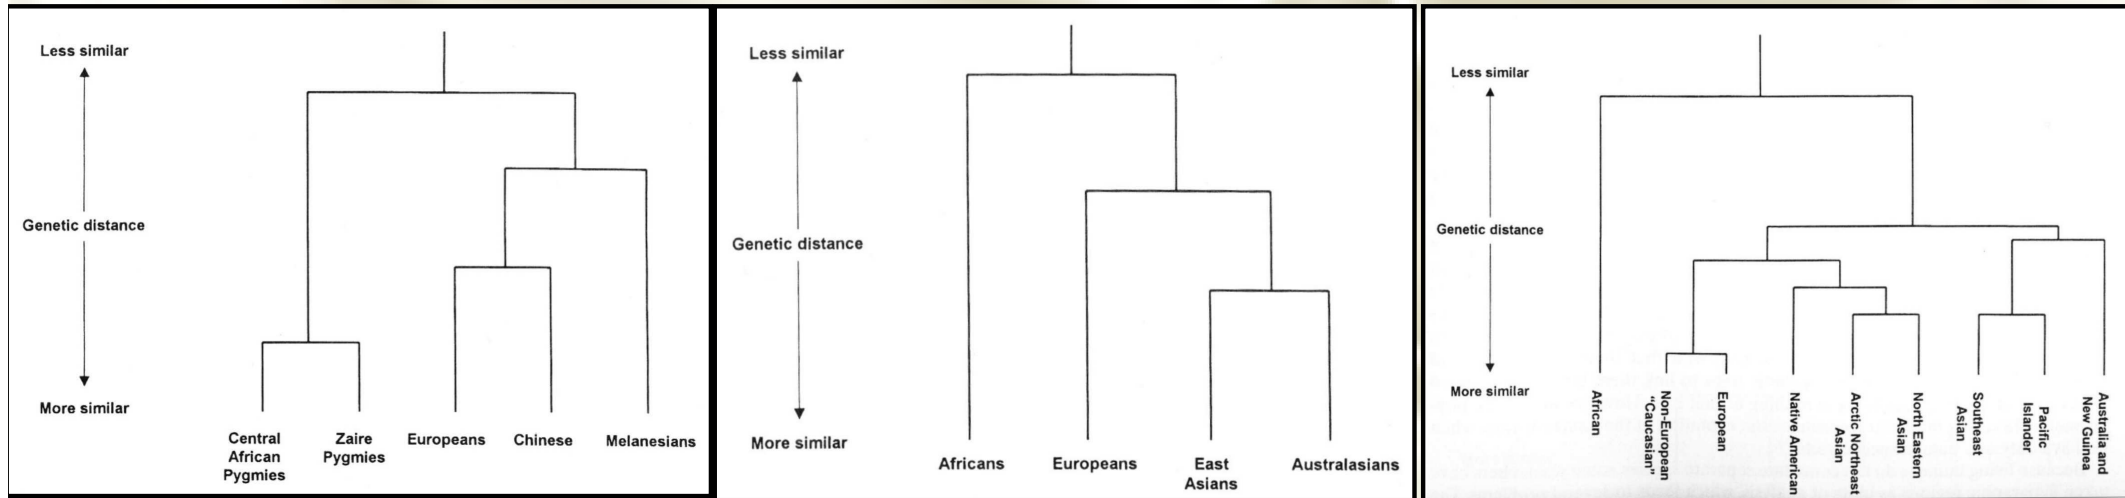 Less similar
Genetic distance
More similar
Central
African
Pygmies
Zaire
Pygmies
Europeans
Chinese
Melanesians
Less similar
Genetic distance
More similar
Africans
Europeans
East
Asians
Australasians
Less similar
Genetic distance
More similar
African
Non-European
"Caucasian"
European
Native American
Arctic Northeast
Asian
North Eastern
Asian
Southeast
Asian
Pacific
Islander
Australia and
New Guinea